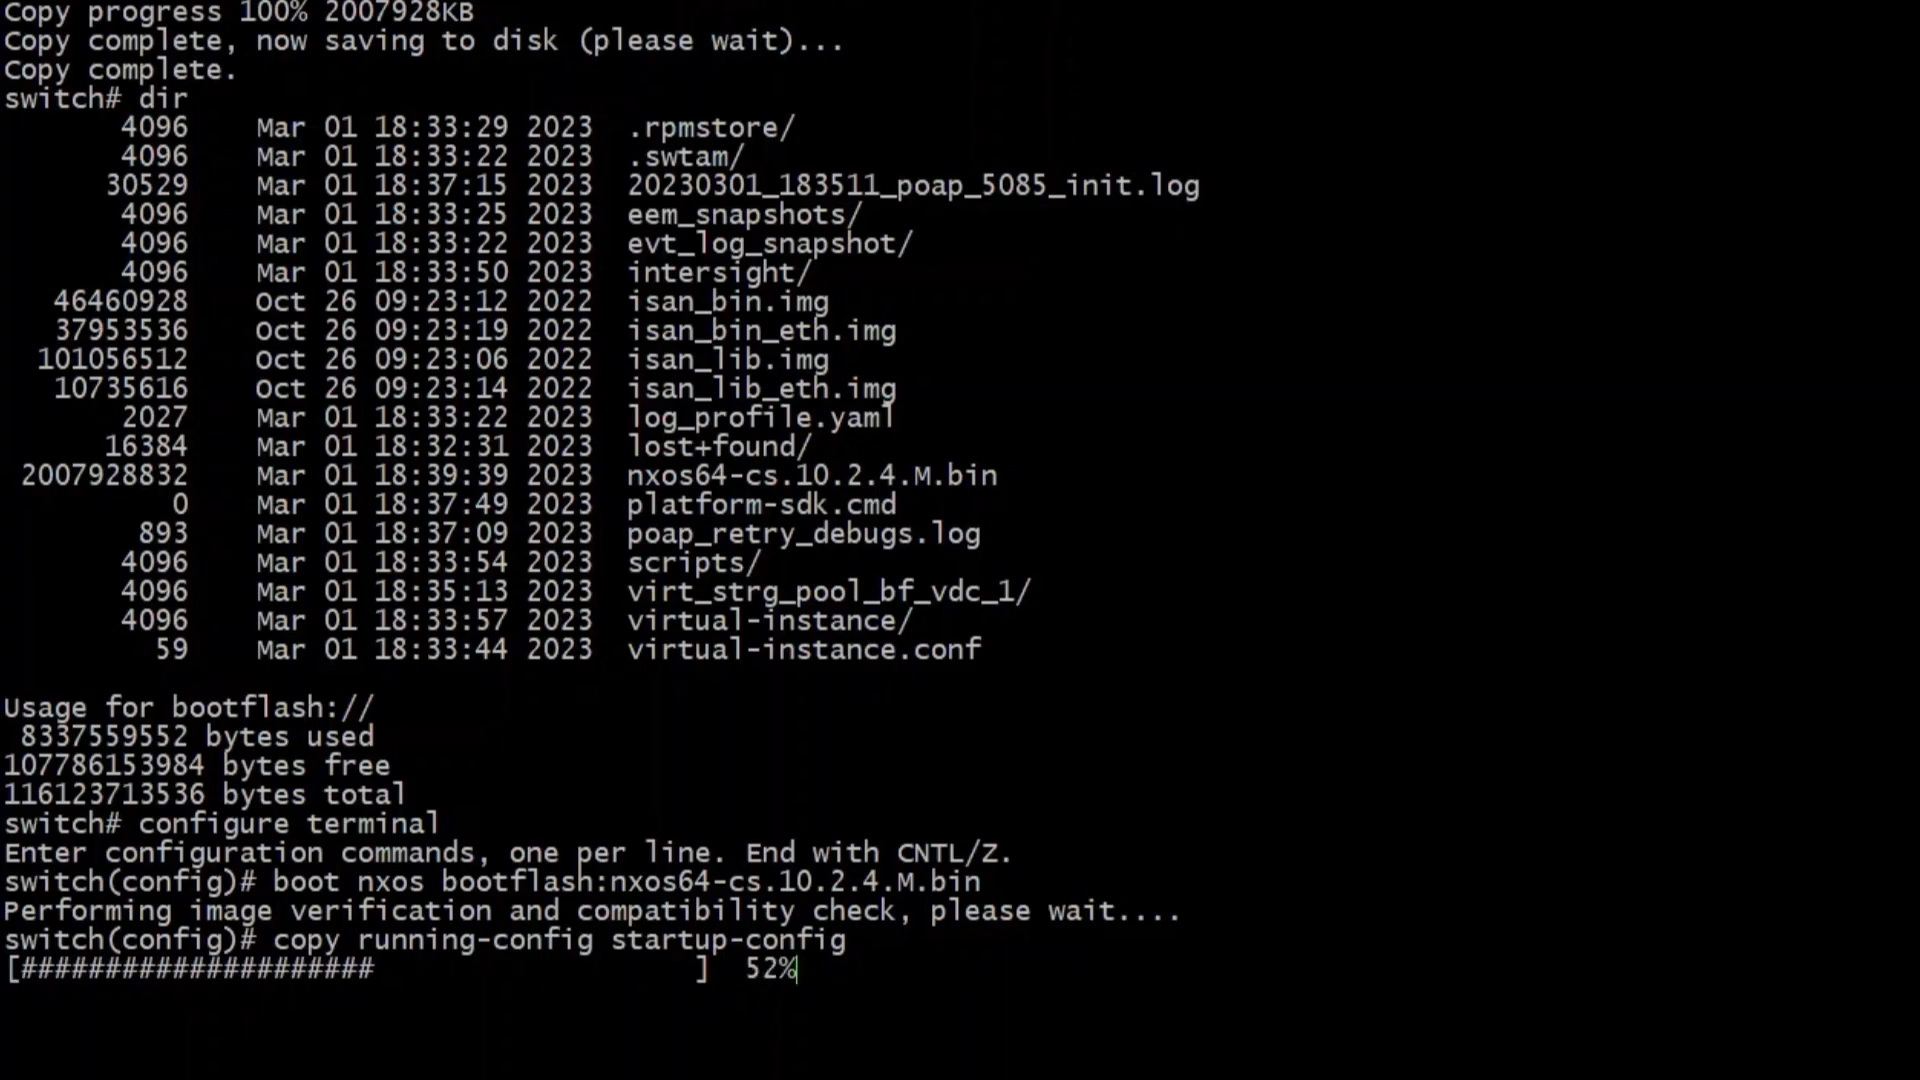 Copy progress 100% 2007928KB
Copy complete, now saving to disk (please wait)...
Copy complete.
switch# dir
4096 Mar 01 18:33:29 2023 .rpmstore/
4096 Mar 01 18:33:22 2023 .swtam/
30529 Mar 01 18:37:15 2023 20230301_183511_poap_5085_init.log
4096 Mar 01 18:33:25 2023 eem_snapshots/
4096 Mar 01 18:33:22 2023 evt_log_snapshot/
4096 Mar 01 18:33:50 2023 intersight/
46460928 Oct 26 09:23:12 2022 isan_bin.img
37953536 Oct 26 09:23:19 2022 isan_bin_eth.img
101056512 Oct 26 09:23:06 2022 isan_lib.img
10735616 Oct 26 09:23:14 2022 isan_lib_eth.img
2027 Mar 01 18:33:22 2023 log_profile.yaml
16384 Mar 01 18:32:31 2023 lost+found/
2007928832 Mar 01 18:39:39 2023 nxos64-cs.10.2.4.M.bin
0 Mar 01 18:37:49 2023 platform-sdk.cmd
893 Mar 01 18:37:09 2023 poap_retry_debugs.log
4096 Mar 01 18:33:54 2023 scripts/
4096 Mar 01 18:35:13 2023 virt_strg_pool_bf_vdc_1/
4096 Mar 01 18:33:57 2023 virtual-instance/
59 Mar 01 18:33:44 2023 virtual-instance.conf
Usage for bootflash://
8337559552 bytes used
107786153984 bytes free
116123713536 bytes total
switch# configure terminal
Enter configuration commands, one per line. End with CNTL/Z.
switch(config)# boot nxos bootflash:nxos64-cs.10.2.4.M.bin
Performing image verification and compatibility check, please wait....
switch(config)# copy running-config startup-config
[##################### ] 52%